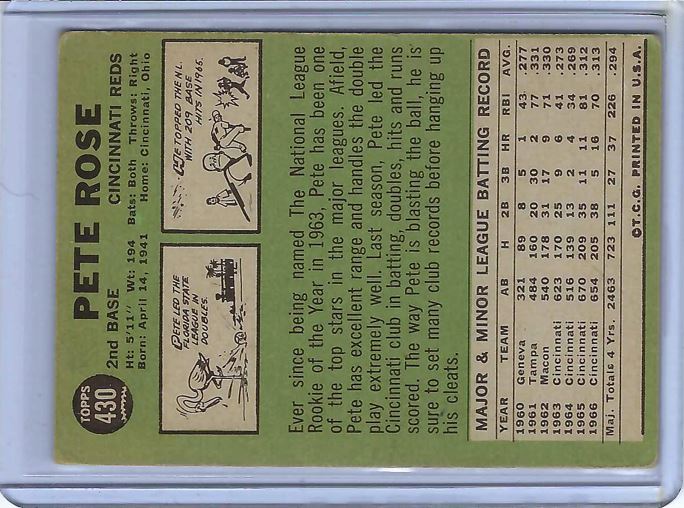 TOPPS
430
PETE ROSE
2nd BASE CINCINNATI REDS
Ht: 5'11" Wt: 194 Bats: Both Throws: Right
Born: April 14, 1941 Home: Cincinnati, Ohio
PETE LED THE
FLORIDA STATE
LEAGUE IN
DOUBLES.
PETE TOPPED THE N.L.
WITH 209 BASE
HITS IN 1965.
Ever since being named The National League
Rookie of the Year in 1963, Pete has been one
of the top stars in the major leagues. Afield,
Pete has excellent range and handles the double
play extremely well. Last season, Pete led the
Cincinnati club in batting, doubles, hits and runs
scored. The way Pete is blasting the ball, he is
sure to set many club records before hanging up
his cleats.
MAJOR & MINOR LEAGUE BATTING RECORD
YEAR TEAM AB H 2B 3B HR RBI AVG.
1960 Geneva 321 89 8 5 1 43 .277
1961 Tampa 484 160 20 30 2 77 .331
1962 Macon 540 178 31 17 9 71 .330
1963 Cincinnati 623 170 25 9 6 41 .273
1964 Cincinnati 516 139 13 2 4 34 .269
1965 Cincinnati 670 209 35 11 11 81 .312
1966 Cincinnati 654 205 38 5 16 70 .313
Maj. Totals 4 Yrs. 2463 723 111 27 37 226 .294
©T.C.G. PRINTED IN U.S.A.